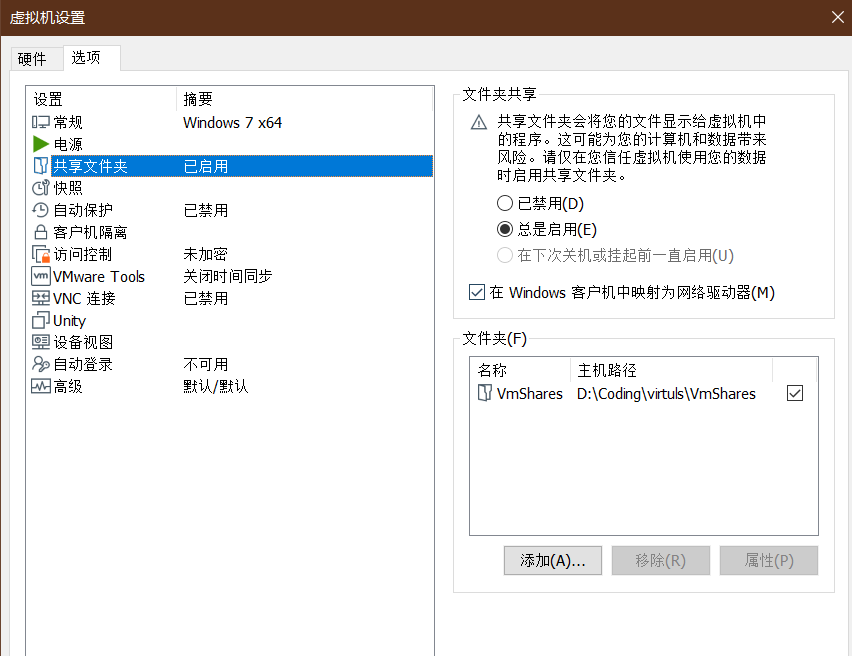 虚拟机设置
硬件
选项
设置
摘要
常规
Windows 7 x64
电源
共享文件夹
已启用
快照
自动保护
已禁用
客户机隔离
访问控制
未加密
vm
VMware Tools
关闭时间同步
VNC 连接
已禁用
Unity
设备视图
自动登录
不可用
高级
默认/默认
文件夹共享
共享文件夹会将您的文件显示给虚拟机中
的程序。这可能为您的计算机和数据带来
风险。请仅在您信任虚拟机使用您的数据
时启用共享文件夹。
已禁用(D)
总是启用(E)
在下次关机或挂起前一直启用(U)
在 Windows 客户机中映射为网络驱动器(M)
文件夹(F)
名称
主机路径
VmShares
D:\Coding\virtuls\VmShares
添加(A)...
移除(R)
属性(P)